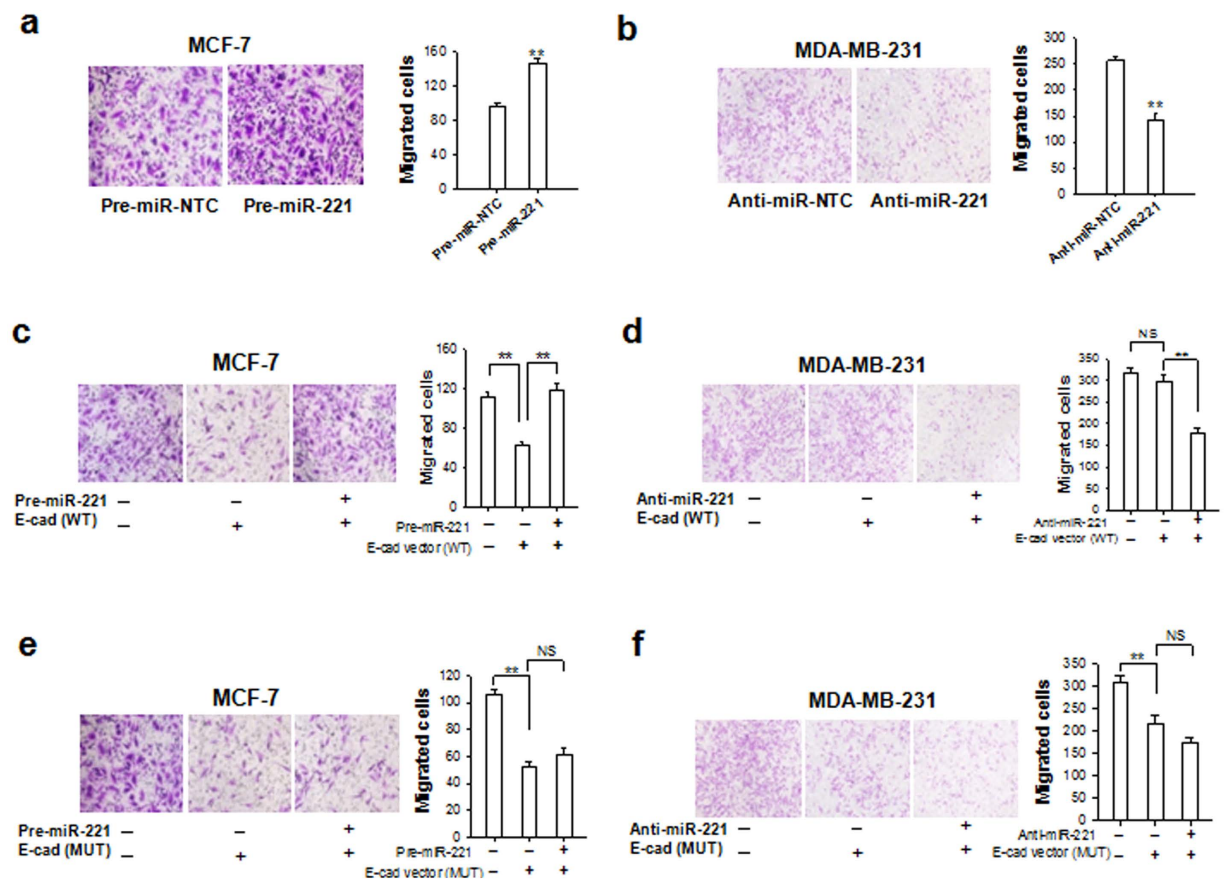 a
MCF-7
Pre-miR-NTC Pre-miR-221
Migrated cells
160
120
80
40
0
**
Pre-miR-NTC
Pre-miR-221
b
MDA-MB-231
Anti-miR-NTC Anti-miR-221
Migrated cells
300
250
200
150
100
50
0
**
Anti-miR-NTC
Anti-miR-221
c
MCF-7
Pre-miR-221 – – +
E-cad (WT) – + +
Migrated cells
160
120
80
40
0
** **
Pre-miR-221 – – +
E-cad vector (WT) – + +
d
MDA-MB-231
Anti-miR-221 – – +
E-cad (WT) – + +
Migrated cells
350
300
250
200
150
100
50
0
NS
**
Anti-miR-221 – – +
E-cad vector (WT) – + +
e
MCF-7
Pre-miR-221 – – +
E-cad (MUT) – + +
Migrated cells
120
100
80
60
40
20
0
** NS
Pre-miR-221 – – +
E-cad vector (MUT) – + +
f
MDA-MB-231
Anti-miR-221 – – +
E-cad (MUT) – + +
Migrated cells
350
300
250
200
150
100
50
0
** NS
Anti-miR-221 – – +
E-cad vector (MUT) – + +